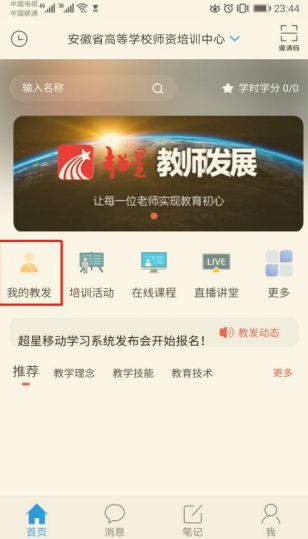 中国电信
中国联通
23:44
安徽省高等学校师资培训中心
邀请码
输入名称
学时学分 0/0
超星 教师发展
让每一位老师实现教育初心
LIVE
我的教发 培训活动 在线课程 直播讲堂 更多
超星移动学习系统发布会开始报名！ 教发动态
推荐 教学理念 教学技能 教育技术 更多
首页 消息 笔记 我